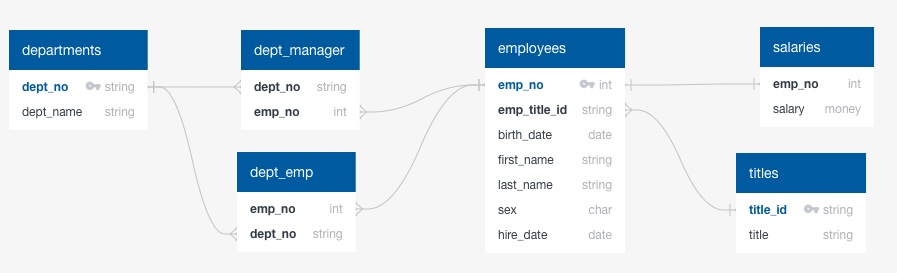 departments
dept_no string
dept_name string
dept_manager
dept_no string
emp_no int
dept_emp
emp_no int
dept_no string
employees
emp_no int
emp_title_id string
birth_date date
first_name string
last_name string
sex char
hire_date date
salaries
emp_no int
salary money
titles
title_id string
title string